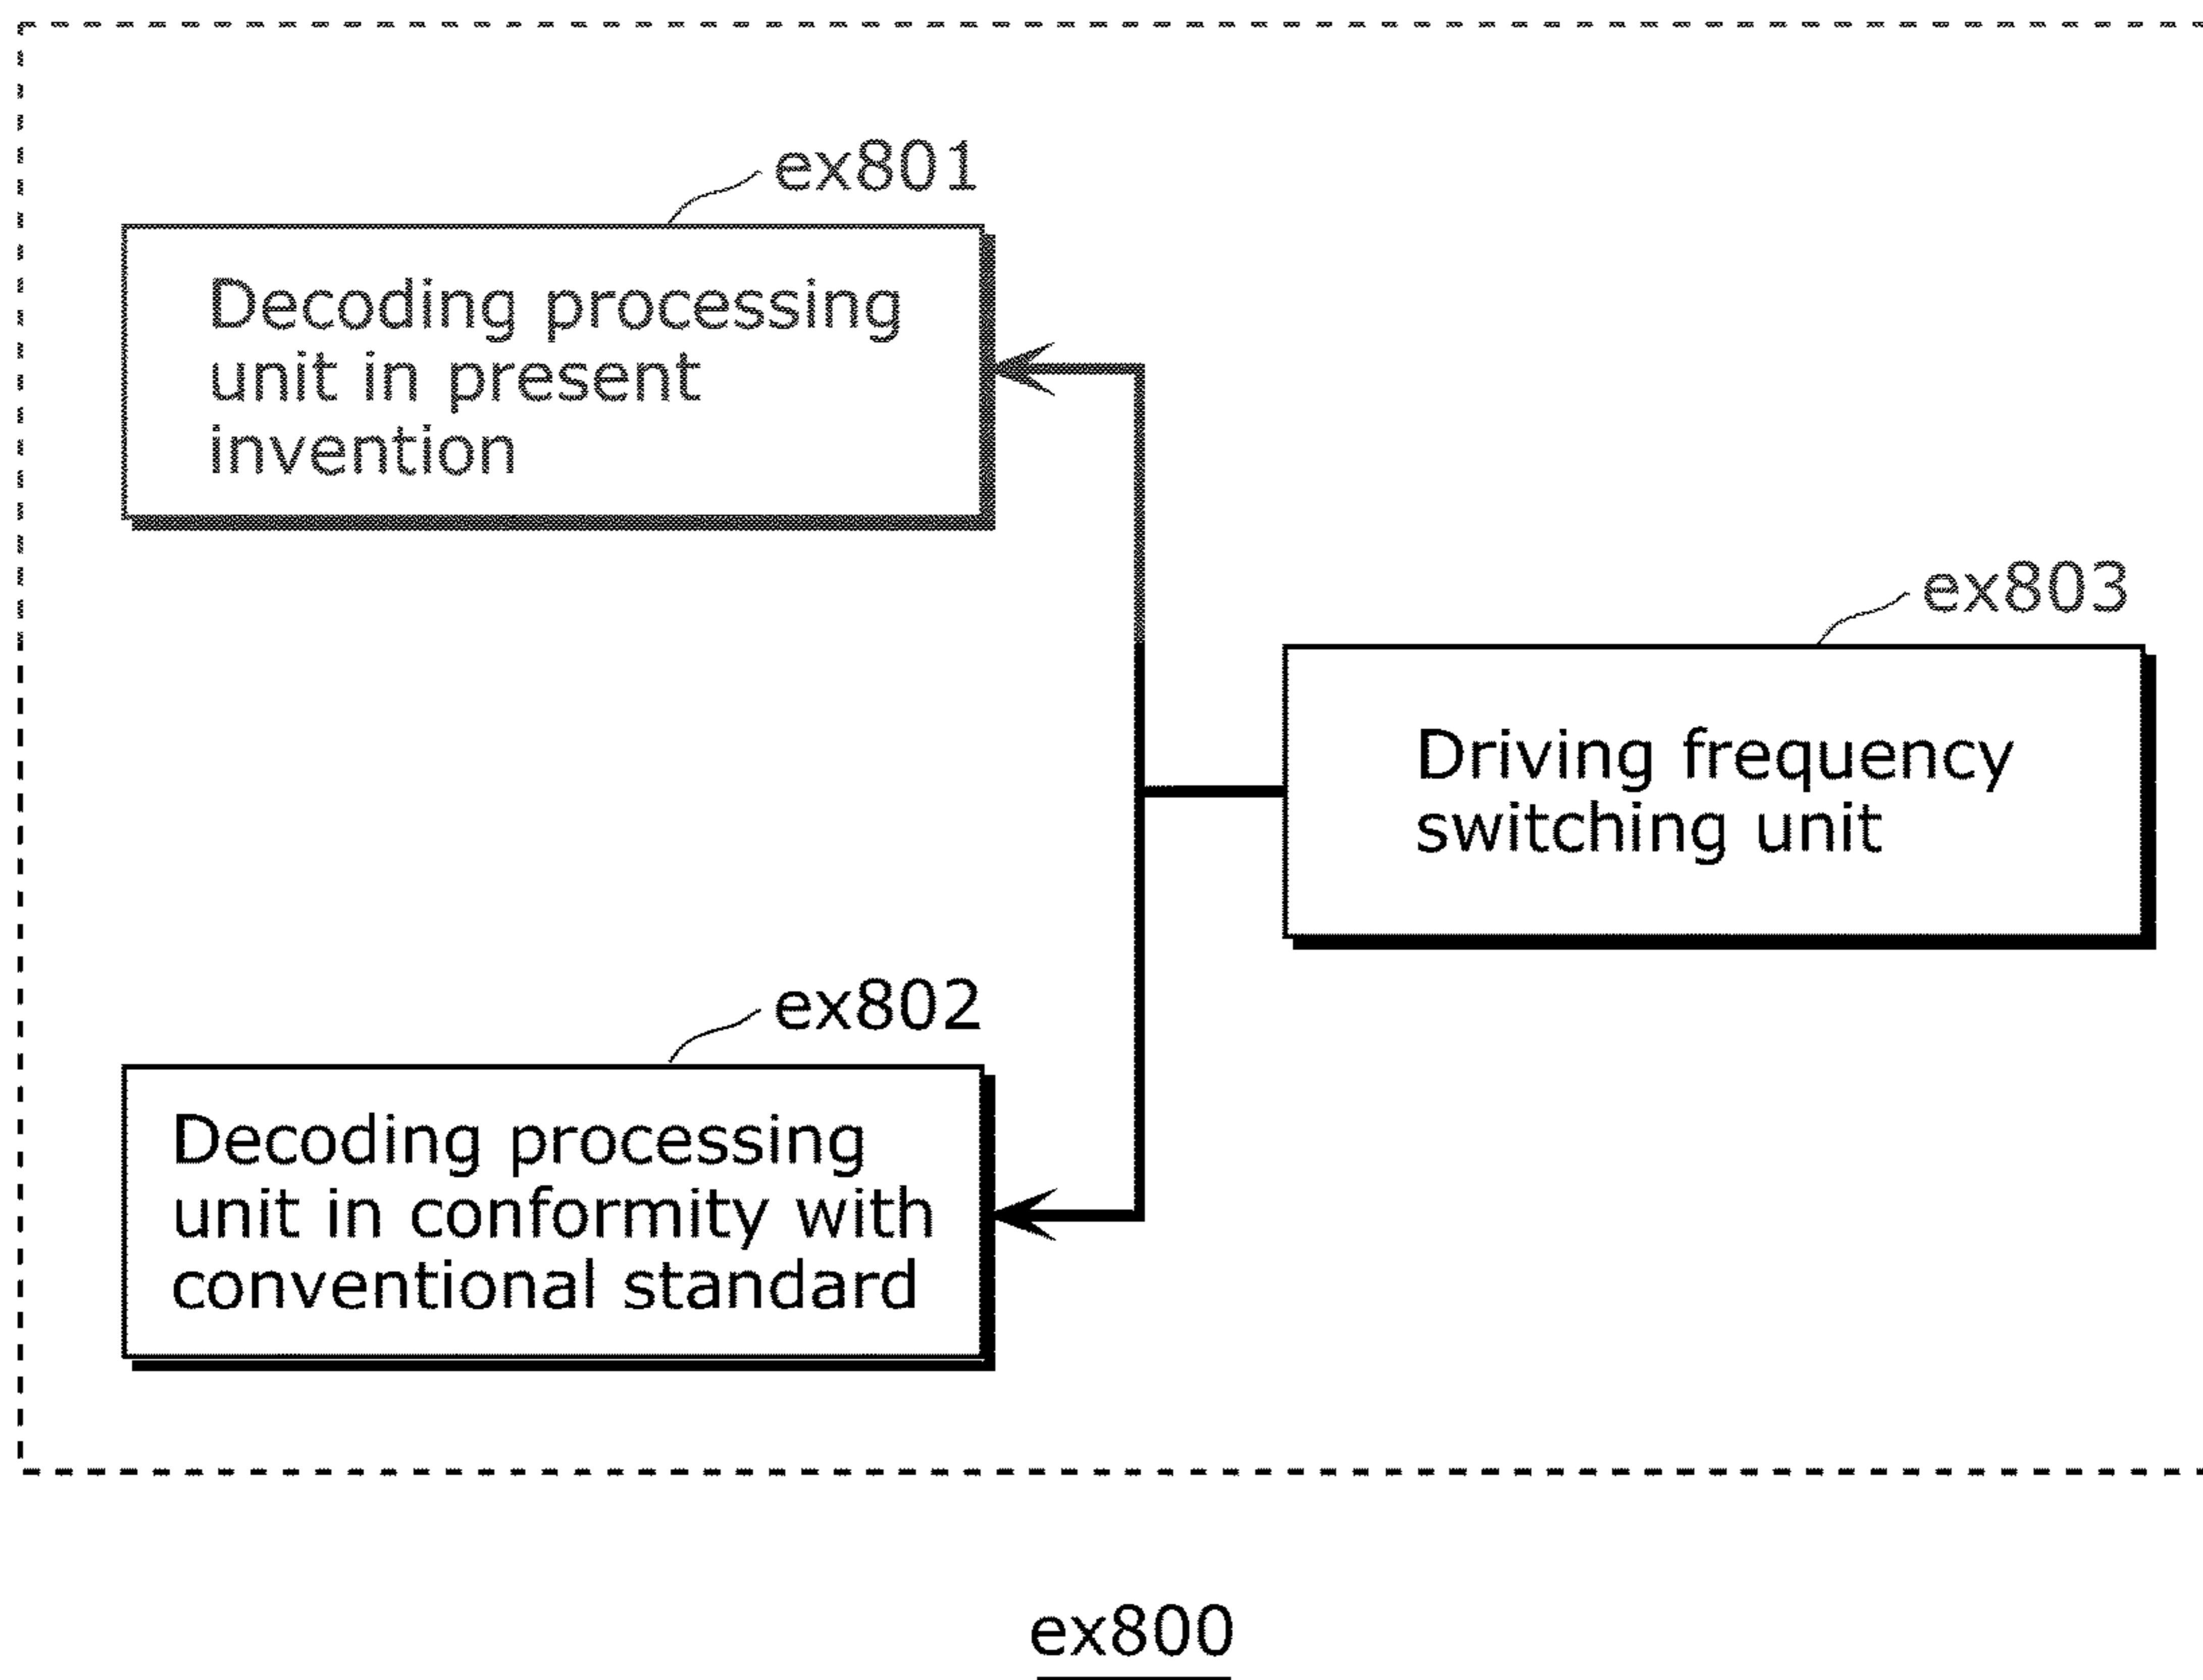 ex801
Decoding processing
unit in present
invention
ex803
Driving frequency
switching unit
ex802
Decoding processing
unit in conformity with
conventional standard
ex800